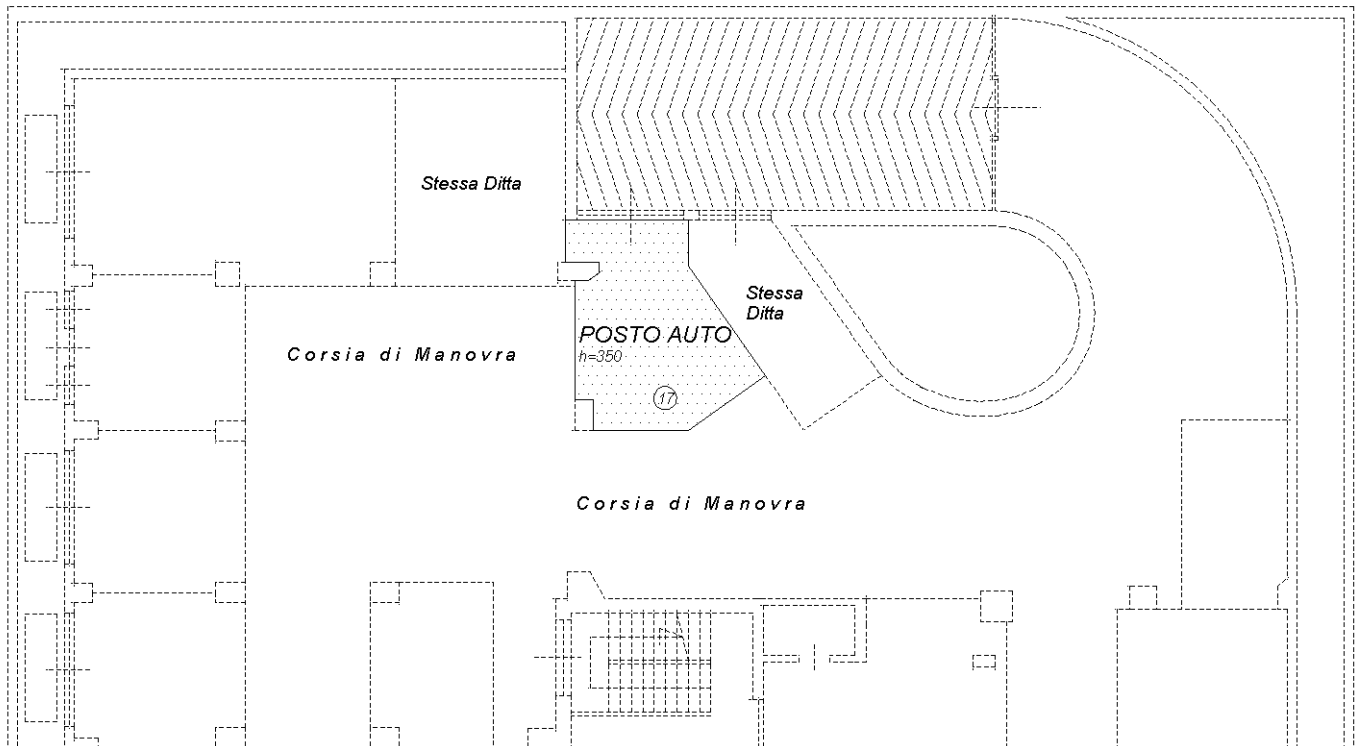 Stessa Ditta
Stessa
Ditta
POSTO AUTO
h=350
Corsia di Manovra
17
Corsia di Manovra